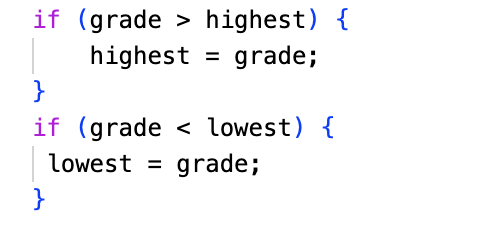 if (grade > highest) {
    highest = grade;
}
if (grade < lowest) {
 lowest = grade;
}